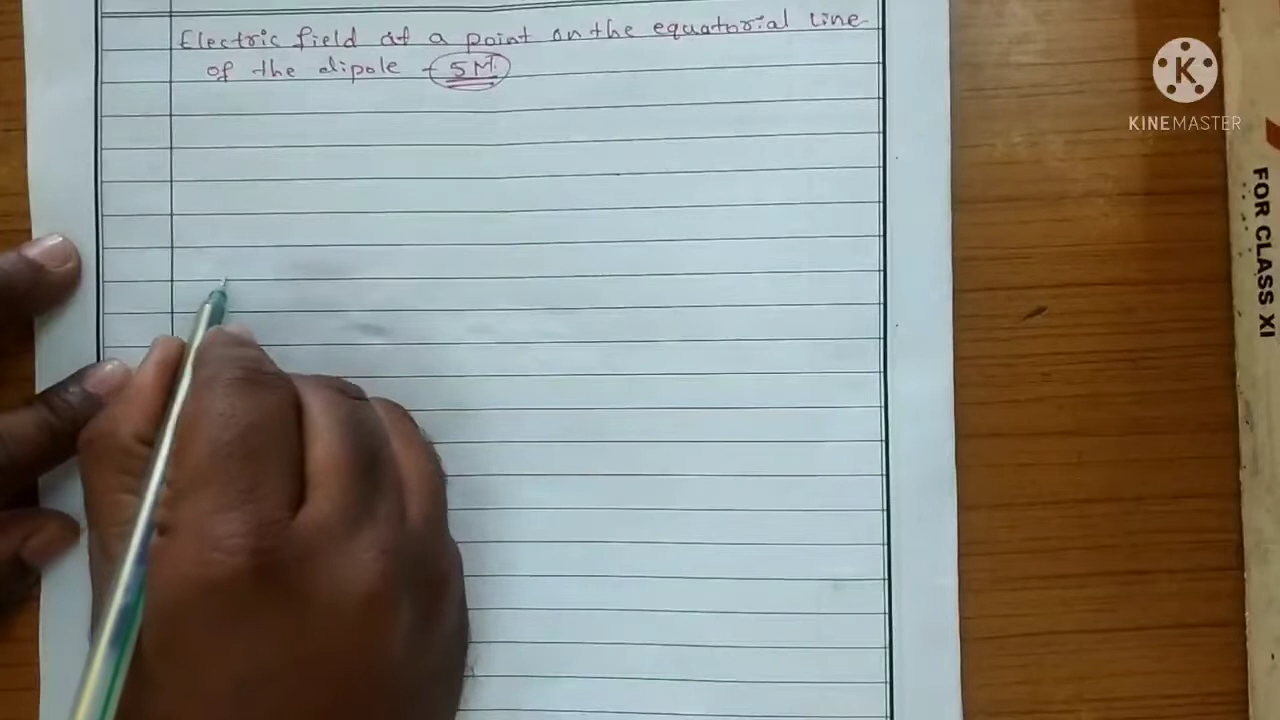 Electric field at a point on the equatorial line
of the dipole - 5M
K
KINEMASTER
FOR CLASS XI